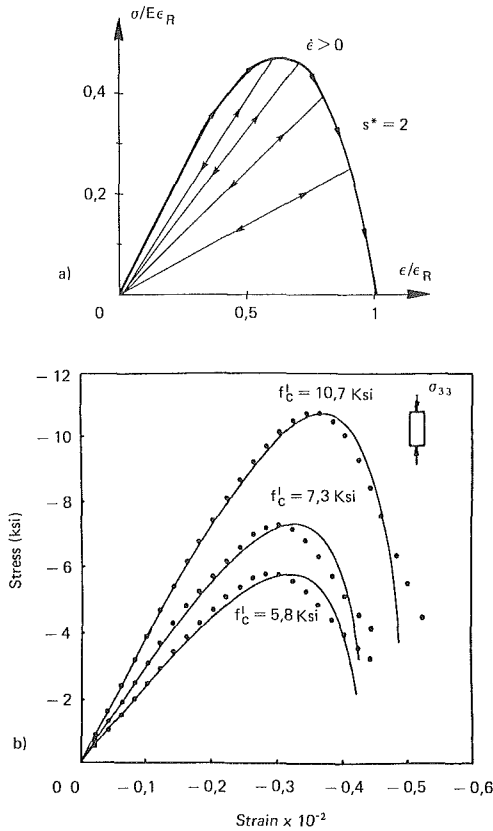 σ/Eϵ_R
ϵ̇ > 0
0,4
s* = 2
0,2
a)
ϵ/ϵ_R
0
0
0,5
1
– 12
f'_c = 10,7 Ksi
σ₃₃
– 10
f'_c = 7,3 Ksi
– 8
Stress (ksi)
– 6
f'_c = 5,8 Ksi
– 4
– 2
b)
0 0 – 0,1 – 0,2 – 0,3 – 0,4 – 0,5 – 0,6
Strain x 10⁻²